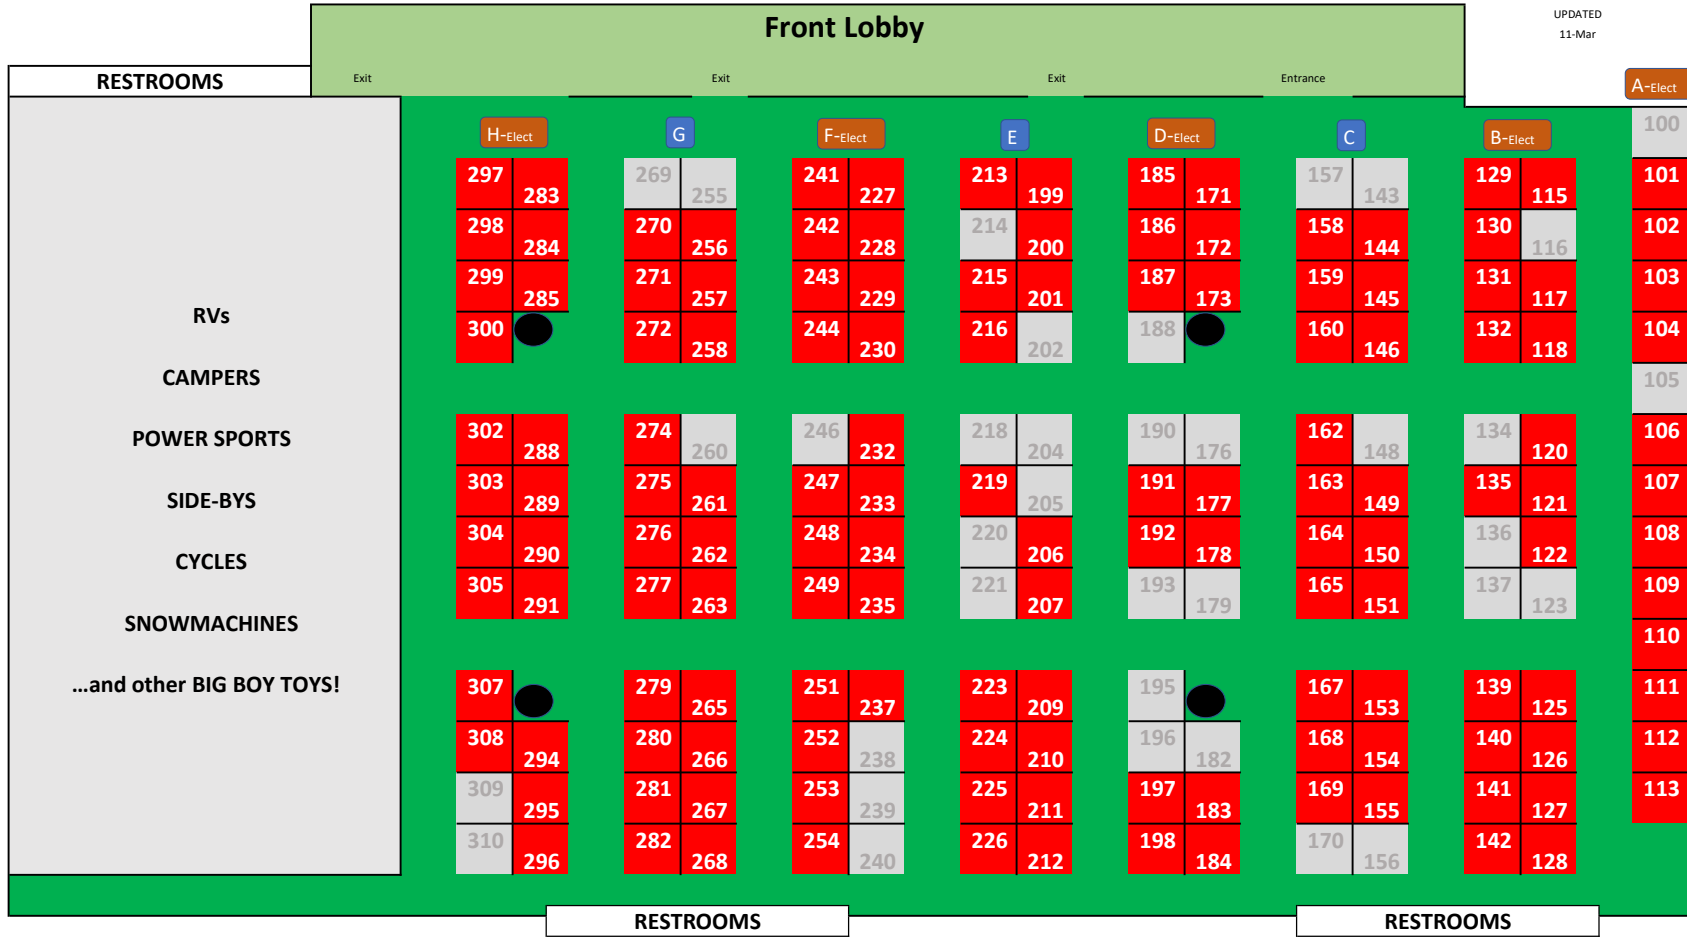 Front Lobby
UPDATED
11-Mar
RESTROOMS
Exit
Exit
Exit
Entrance
A-Elect
H-Elect
G
F-Elect
E
D-Elect
C
B-Elect
100
297 283 269 255 241 227 213 199 185 171 157 143 129 115 101
298 284 270 256 242 228 214 200 186 172 158 144 130 116 102
299 285 271 257 243 229 215 201 187 173 159 145 131 117 103
RVs
300 272 258 244 230 216 202 188 160 146 132 118 104
CAMPERS
105
POWER SPORTS
302 288 274 260 246 232 218 204 190 176 162 148 134 120 106
SIDE-BYS
303 289 275 261 247 233 219 205 191 177 163 149 135 121 107
304 290 276 262 248 234 220 206 192 178 164 150 136 122 108
CYCLES
305 291 277 263 249 235 221 207 193 179 165 151 137 123 109
SNOWMACHINES
110
...and other BIG BOY TOYS!
307 279 265 251 237 223 209 195 167 153 139 125 111
308 294 280 266 252 238 224 210 196 182 168 154 140 126 112
309 295 281 267 253 239 225 211 197 183 169 155 141 127 113
310 296 282 268 254 240 226 212 198 184 170 156 142 128
RESTROOMS
RESTROOMS